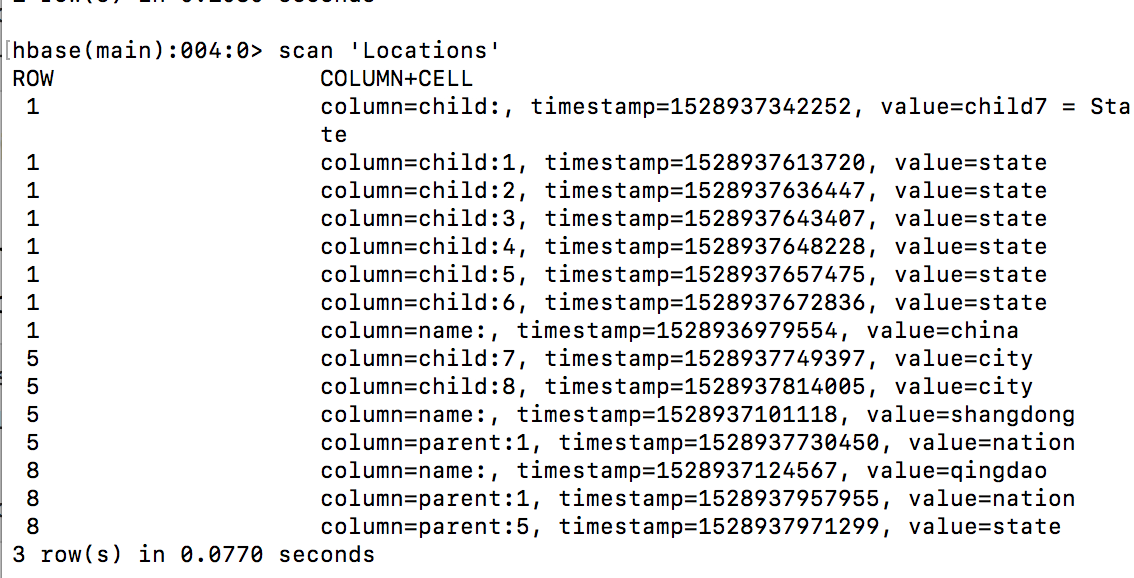 hbase(main):004:0> scan 'Locations'
ROW COLUMN+CELL
1 column=child:, timestamp=1528937342252, value=child7 = Sta
te
1 column=child:1, timestamp=1528937613720, value=state
1 column=child:2, timestamp=1528937636447, value=state
1 column=child:3, timestamp=1528937643407, value=state
1 column=child:4, timestamp=1528937648228, value=state
1 column=child:5, timestamp=1528937657475, value=state
1 column=child:6, timestamp=1528937672836, value=state
1 column=name:, timestamp=1528936979554, value=china
5 column=child:7, timestamp=1528937749397, value=city
5 column=child:8, timestamp=1528937814005, value=city
5 column=name:, timestamp=1528937101118, value=shangdong
5 column=parent:1, timestamp=1528937730450, value=nation
8 column=name:, timestamp=1528937124567, value=qingdao
8 column=parent:1, timestamp=1528937957955, value=nation
8 column=parent:5, timestamp=1528937971299, value=state
3 row(s) in 0.0770 seconds